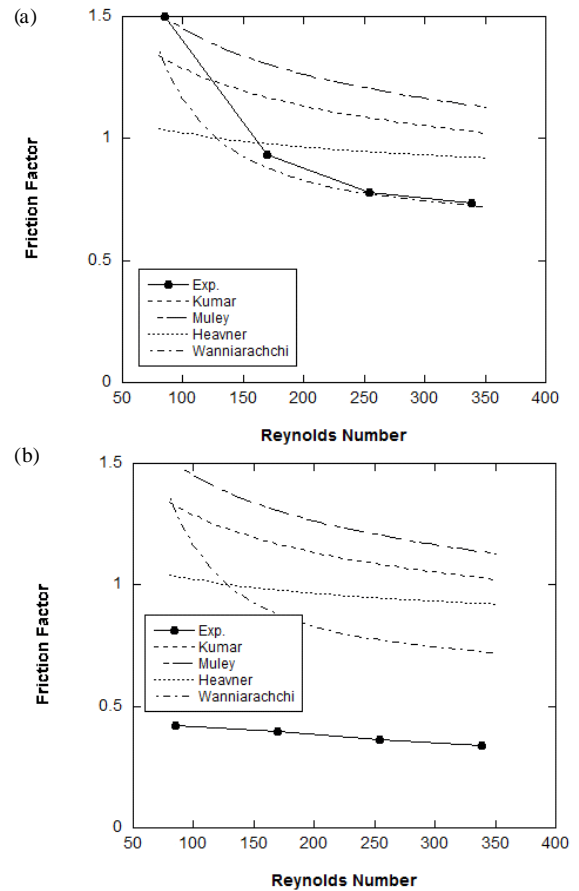 (a)
1.5
1
0.5
0
Friction Factor
Exp.
Kumar
Muley
Heavner
Wanniarachchi
50 100 150 200 250 300 350 400
Reynolds Number
(b)
1.5
1
0.5
0
Friction Factor
Exp.
Kumar
Muley
Heavner
Wanniarachchi
50 100 150 200 250 300 350 400
Reynolds Number